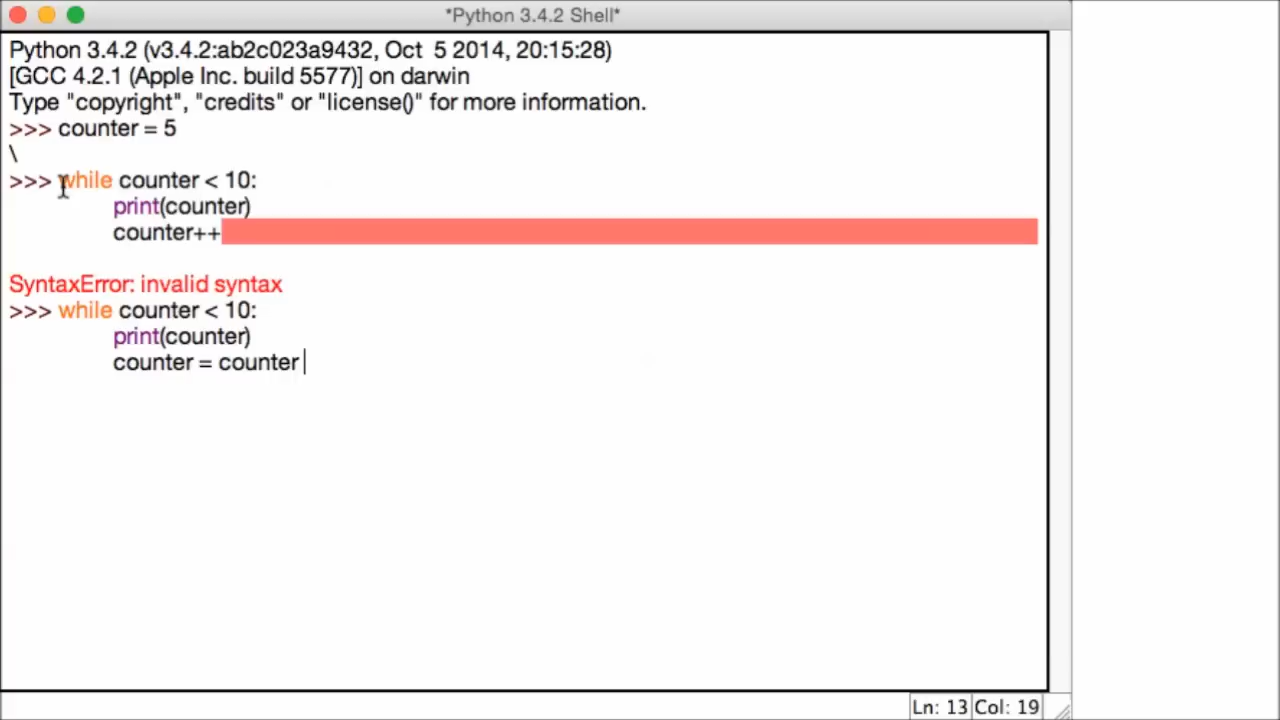 *Python 3.4.2 Shell*
Python 3.4.2 (v3.4.2:ab2c023a9432, Oct  5 2014, 20:15:28)
[GCC 4.2.1 (Apple Inc. build 5577)] on darwin
Type "copyright", "credits" or "license()" for more information.
>>> counter = 5
\
>>> while counter < 10:
	print(counter)
	counter++
SyntaxError: invalid syntax
>>> while counter < 10:
	print(counter)
	counter = counter
Ln: 13 Col: 19